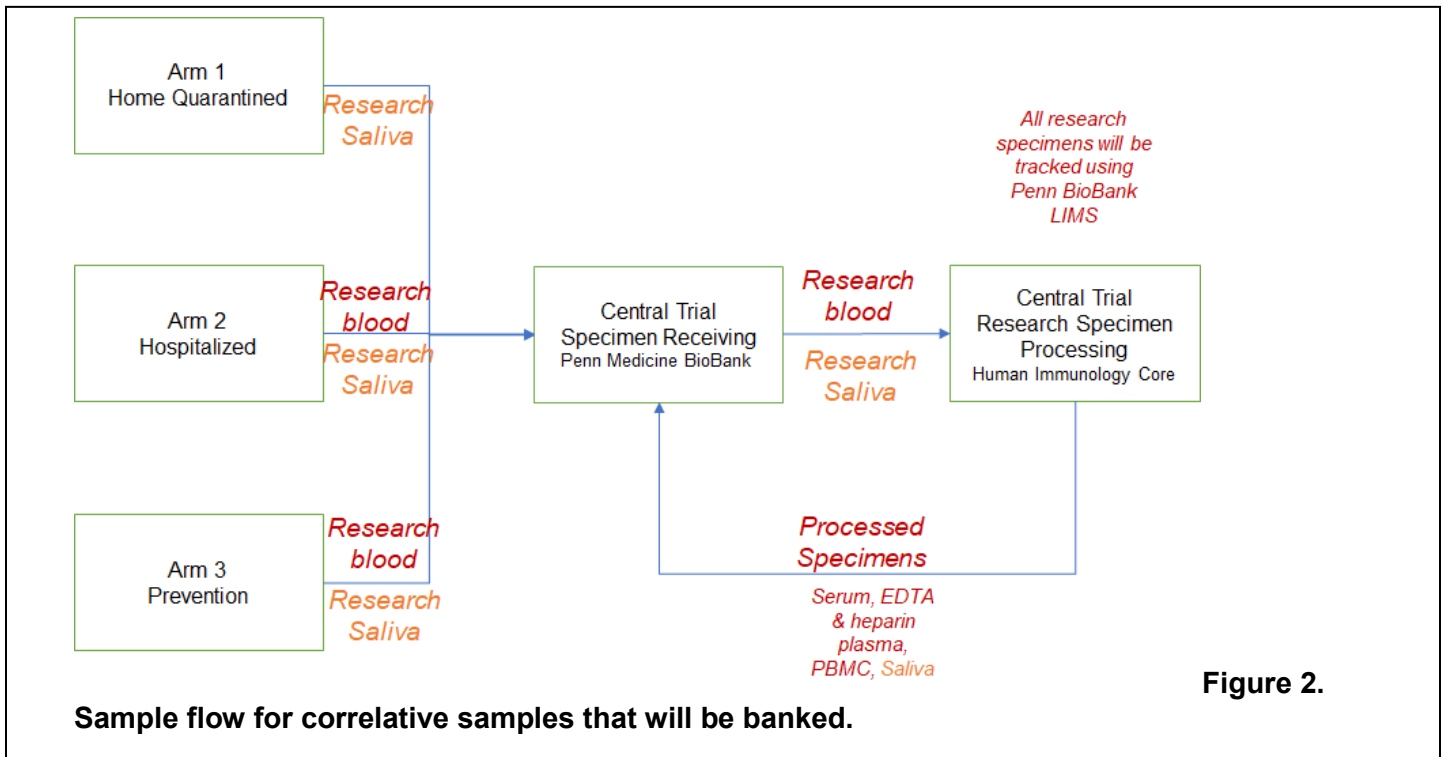 Arm 1
Home Quarantined
Research
Saliva
All research
specimens will be
tracked using
Penn BioBank
LIMS
Arm 2
Hospitalized
Research
blood
Research
Saliva
Central Trial
Specimen Receiving
Penn Medicine BioBank
Research
blood
Research
Saliva
Central Trial
Research Specimen
Processing
Human Immunology Core
Arm 3
Prevention
Research
blood
Research
Saliva
Processed
Specimens
Serum, EDTA
& heparin
plasma,
PBMC, Saliva
Figure 2.
Sample flow for correlative samples that will be banked.